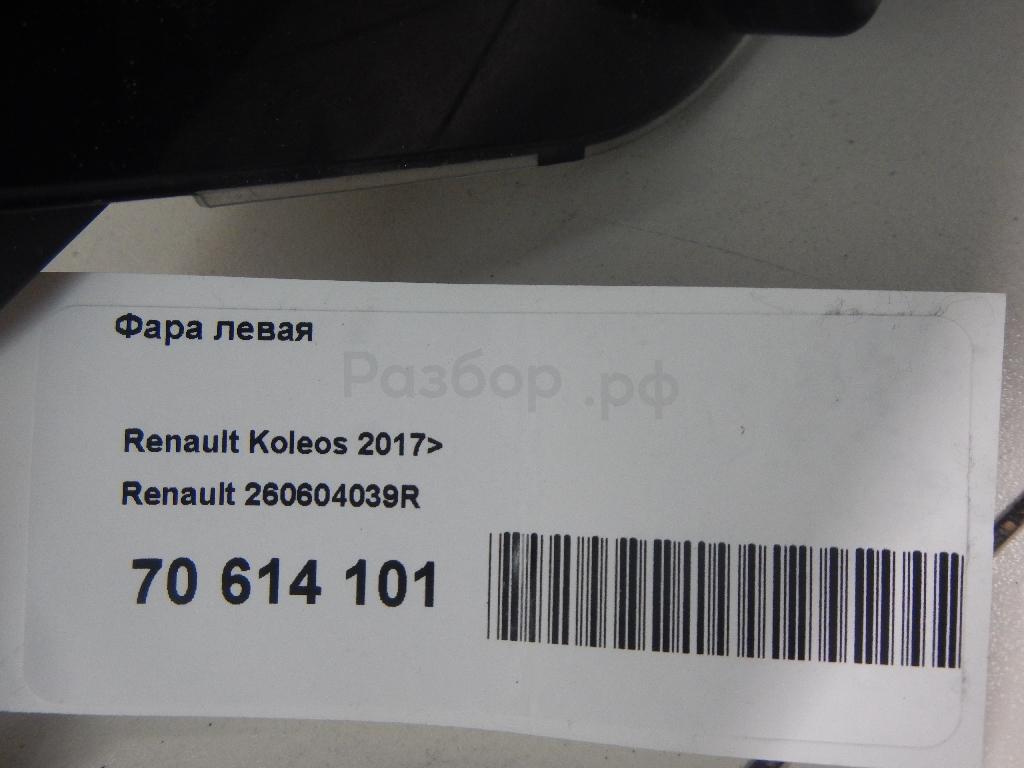 Фара левая
Разбор.рф
Renault Koleos 2017>
Renault 260604039R
70 614 101